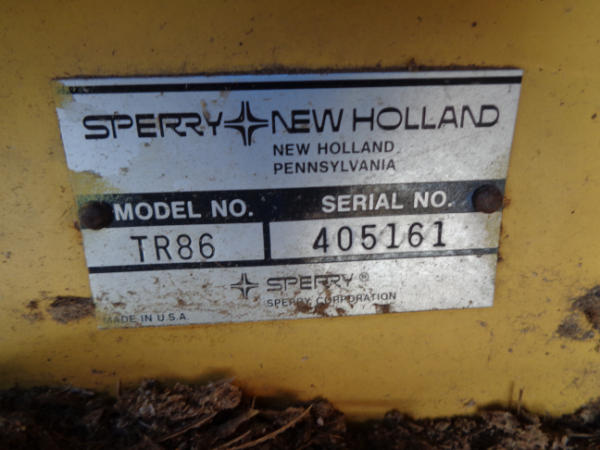 SPERRY NEW HOLLAND
NEW HOLLAND
PENNSYLVANIA
MODEL NO. SERIAL NO.
TR86 405161
SPERRY®
SPERRY CORPORATION
MADE IN U.S.A